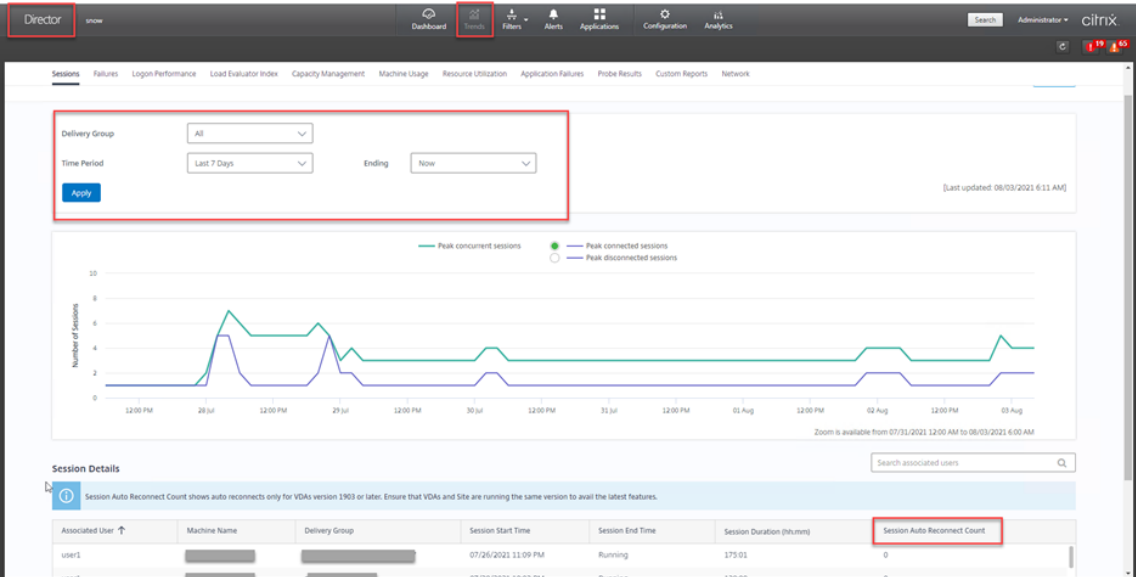 Director snow Dashboard Trends Filters Alerts Applications Configuration Analytics Search Administrator citrix
19 65
Sessions Failures Logon Performance Load Evaluator Index Capacity Management Machine Usage Resource Utilization Application Failures Probe Results Custom Reports Network
Delivery Group All
Time Period Last 7 Days Ending Now
Apply
[Last updated: 08/03/2021 6:11 AM]
Peak concurrent sessions Peak connected sessions
Peak disconnected sessions
10
8
6
4
2
0
Number of Sessions
12:00 PM 28 Jul 12:00 PM 29 Jul 12:00 PM 30 Jul 12:00 PM 31 Jul 12:00 PM 01 Aug 12:00 PM 02 Aug 12:00 PM 03 Aug
Zoom is available from 07/31/2021 12:00 AM to 08/03/2021 6:00 AM
Session Details Search associated users
Session Auto Reconnect Count shows auto reconnects only for VDAs version 1903 or later. Ensure that VDAs and Site are running the same version to avail the latest features.
Associated User Machine Name Delivery Group Session Start Time Session End Time Session Duration (hh:mm) Session Auto Reconnect Count
user1 07/26/2021 11:09 PM Running 175:01 0